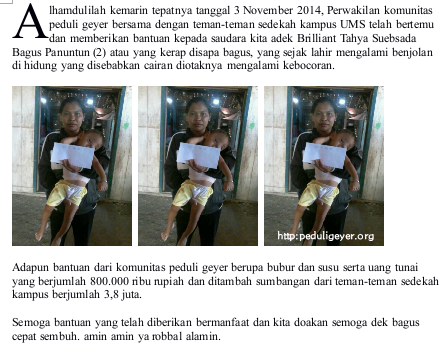 Alhamdulilah kemarin tepatnya tanggal 3 November 2014, Perwakilan komunitas
peduli geyer bersama dengan teman-teman sedekah kampus UMS telah bertemu
dan memberikan bantuan kepada saudara kita adek Brilliant Tahya Suebsada
Bagus Panuntun (2) atau yang kerap disapa bagus, yang sejak lahir mengalami benjolan
di hidung yang disebabkan cairan diotaknya mengalami kebocoran.
http:peduligeyer.org
Adapun bantuan dari komunitas peduli geyer berupa bubur dan susu serta uang tunai
yang berjumlah 800.000 ribu rupiah dan ditambah sumbangan dari teman-teman sedekah
kampus berjumlah 3,8 juta.
Semoga bantuan yang telah diberikan bermanfaat dan kita doakan semoga dek bagus
cepat sembuh. amin amin ya robbal alamin.